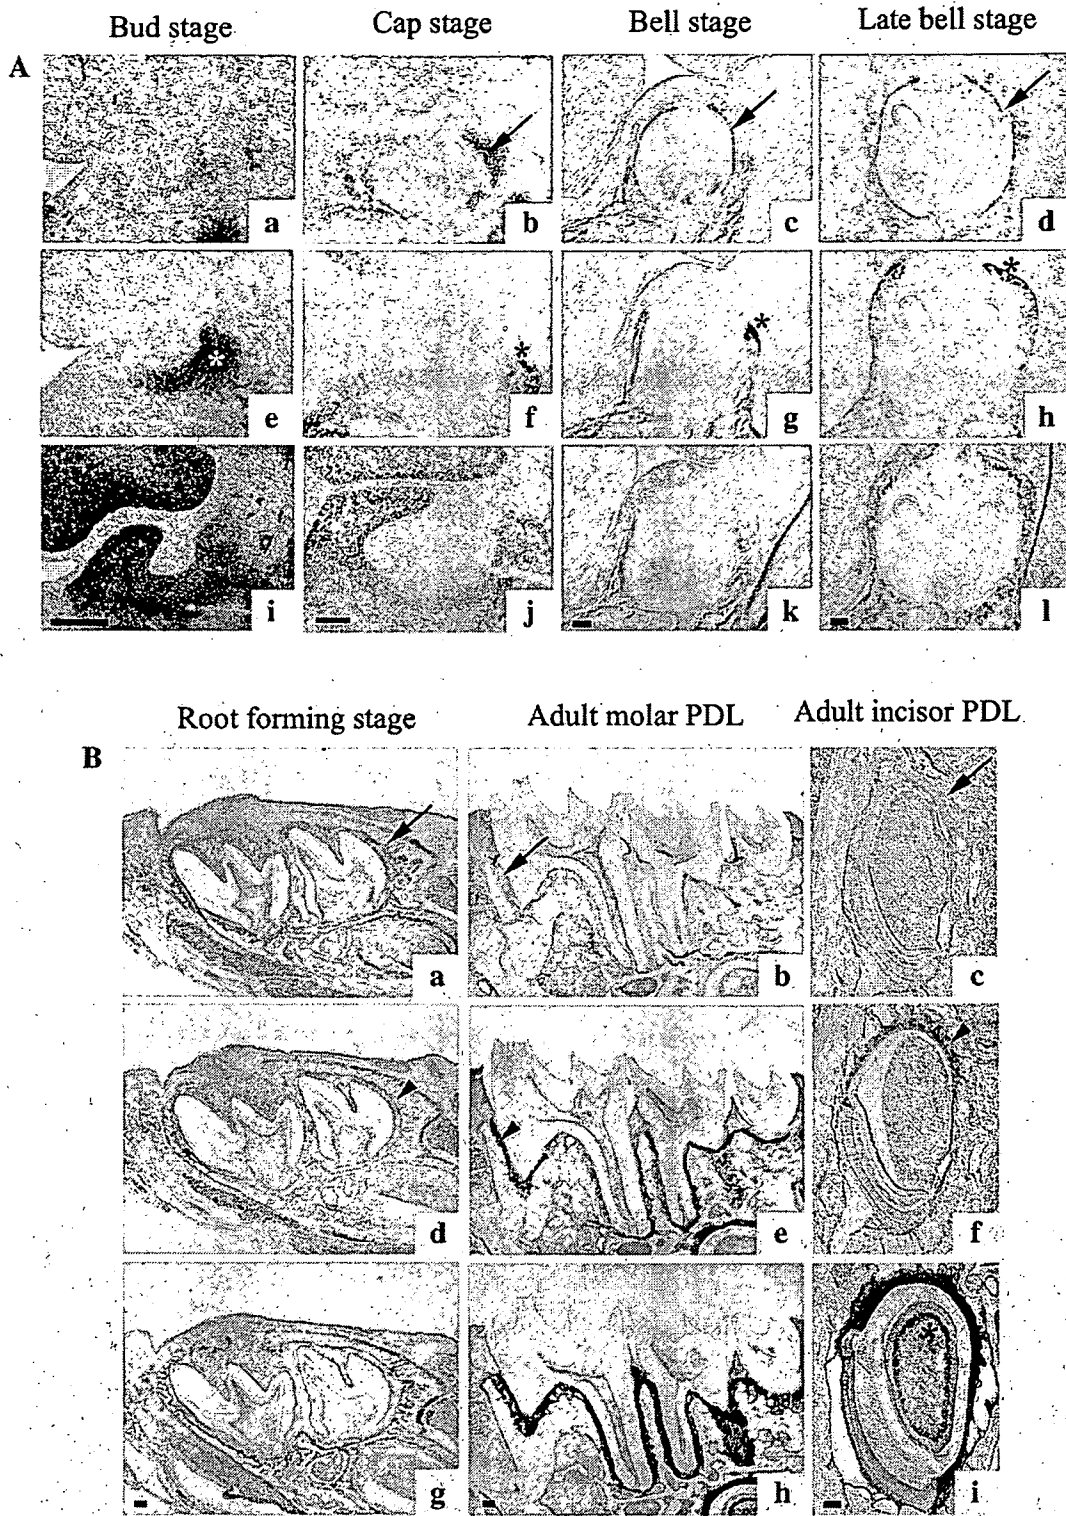 Bud stage Cap stage Bell stage Late bell stage
A
a b c d
* * * *
e f g h
i j k l
Root forming stage Adult molar PDL Adult incisor PDL
B
a b c
d e f
*
g h i